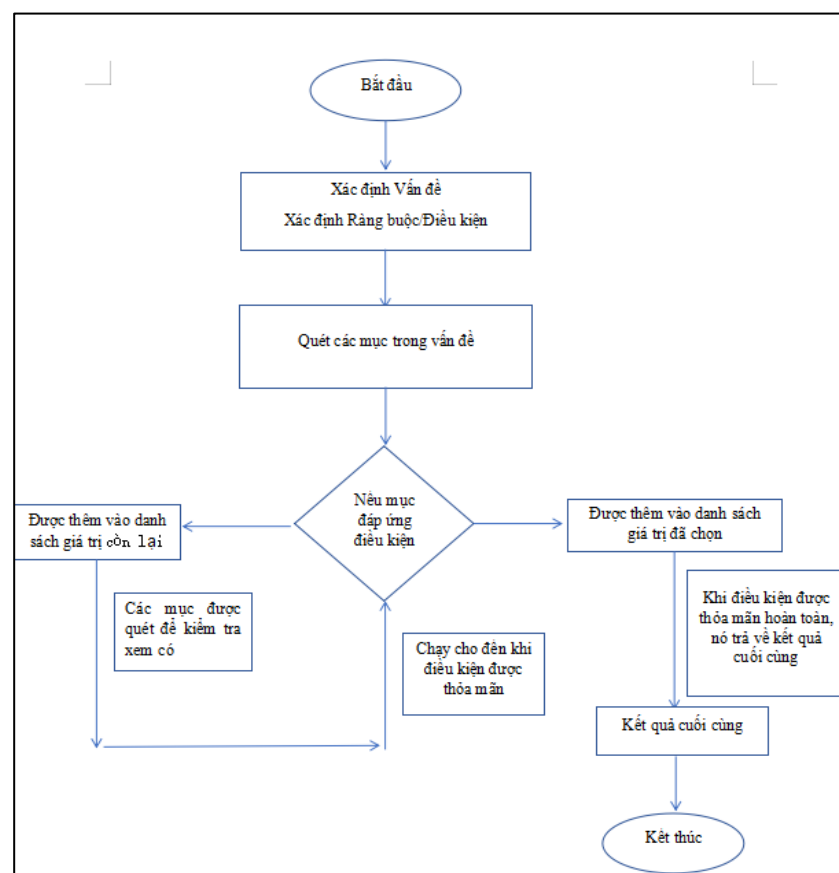 Bắt đầu
Xác định Vấn đề
Xác định Ràng buộc/Điều kiện
Quét các mục trong vấn đề
Nếu mục
đáp ứng
điều kiện
Được thêm vào danh
sách giá trị còn lại
Được thêm vào danh sách
giá trị đã chọn
Các mục được
quét để kiểm tra
xem có
Chạy cho đến khi
điều kiện được
thỏa mãn
Khi điều kiện được
thỏa mãn hoàn toàn,
nó trả về kết quả
cuối cùng
Kết quả cuối cùng
Kết thúc